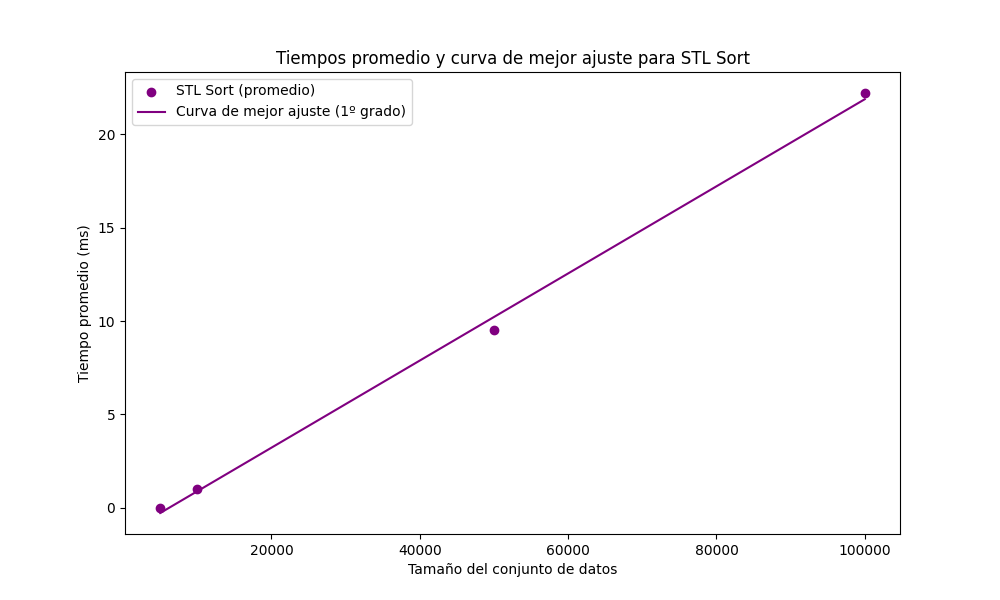 Tiempos promedio y curva de mejor ajuste para STL Sort
STL Sort (promedio)
Curva de mejor ajuste (1º grado)
Tiempo promedio (ms)
20
15
10
5
0
20000
40000
60000
80000
100000
Tamaño del conjunto de datos